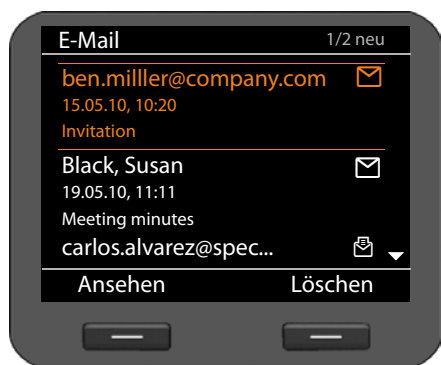 E-Mail 1/2 neu
ben.milller@company.com
15.05.10, 10:20
Invitation
Black, Susan
19.05.10, 11:11
Meeting minutes
carlos.alvarez@spec...
Ansehen Löschen